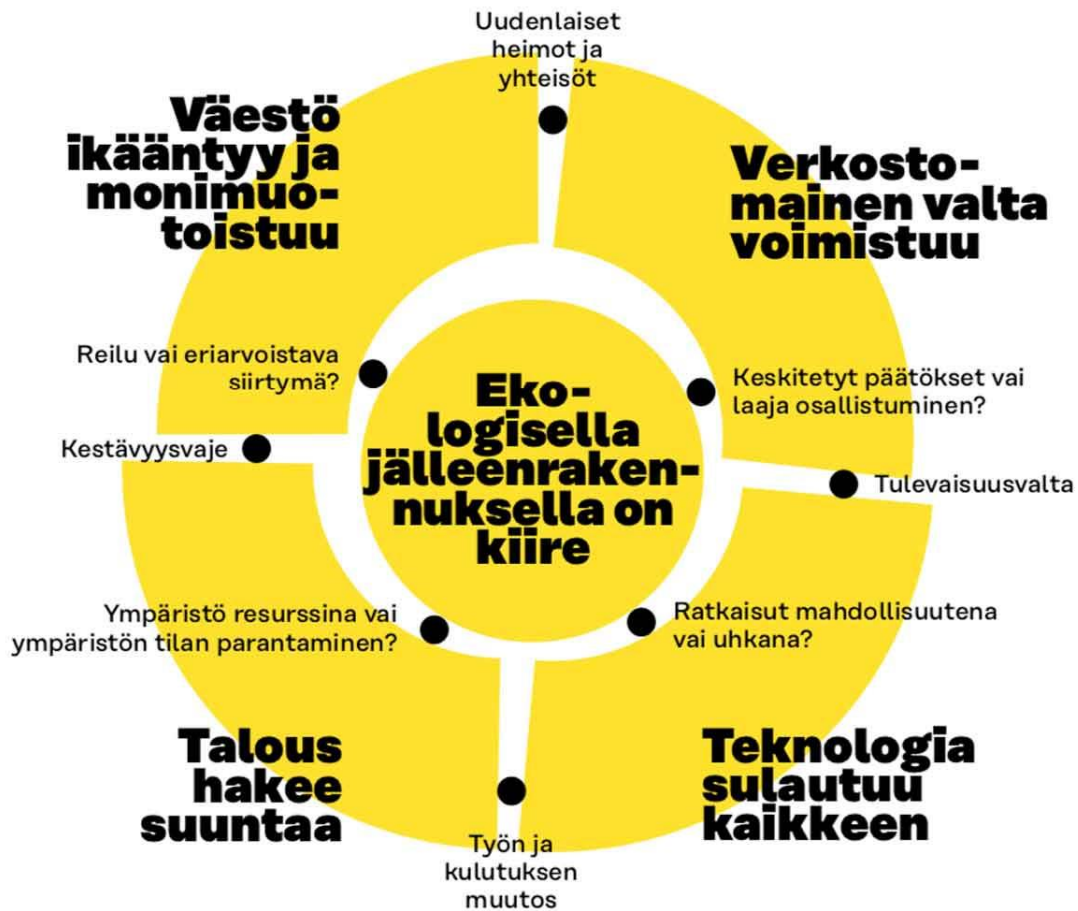 Uudenlaiset
heimot ja
yhteisöt
Väestö
ikääntyy ja
monimuo-
toistuu
Verkosto-
mainen valta
voimistuu
Reilu vai eriarvoistava
siirtymä?
Keskitetyt päätökset vai
laaja osallistuminen?
Eko-
logisella
jälleenraken-
nuksella on
kiire
Kestävyysvaje
Tulevaisuusvalta
Ympäristö resurssina vai
ympäristön tilan parantaminen?
Ratkaisut mahdollisuutena
vai uhkana?
Talous
hakee
suuntaa
Teknologia
sulautuu
kaikkeen
Työn ja
kulutuksen
muutos